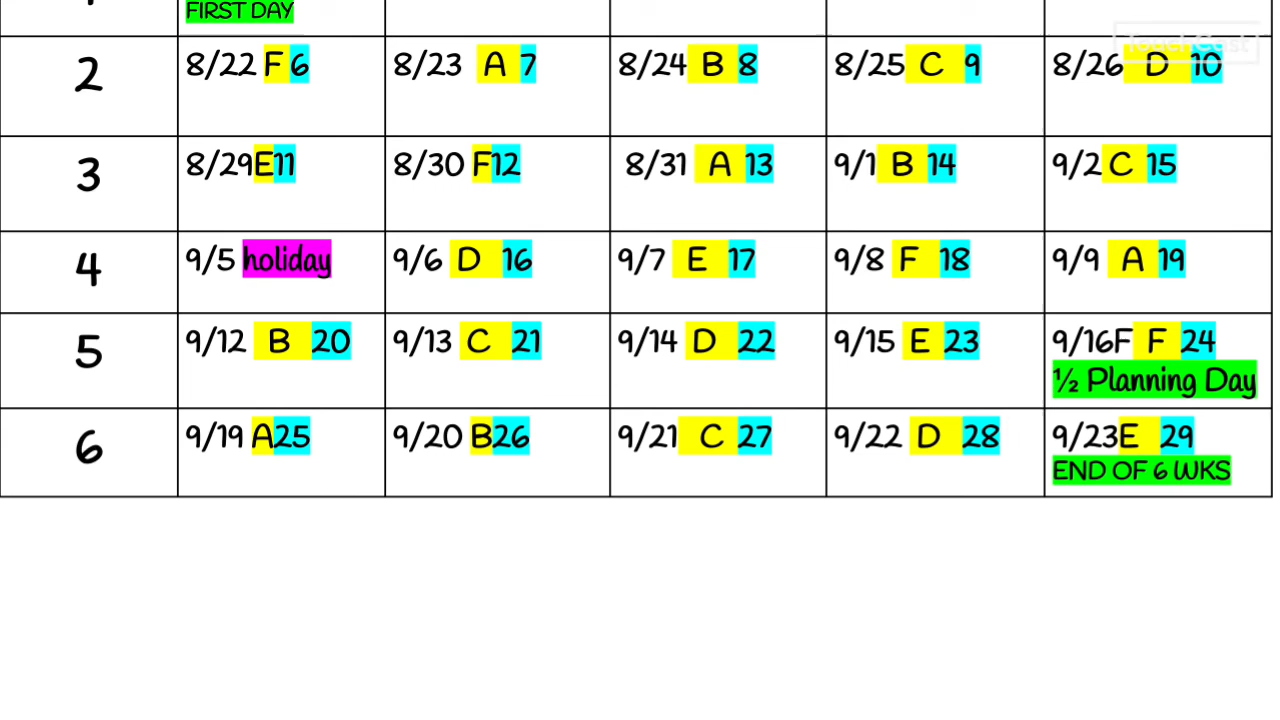 FIRST DAY
TouchCast
2 8/22 F 6 8/23 A 7 8/24 B 8 8/25 C 9 8/26 D 10
3 8/29E11 8/30 F12 8/31 A 13 9/1 B 14 9/2 C 15
4 9/5 holiday 9/6 D 16 9/7 E 17 9/8 F 18 9/9 A 19
5 9/12 B 20 9/13 C 21 9/14 D 22 9/15 E 23 9/16F F 24
½ Planning Day
6 9/19 A25 9/20 B26 9/21 C 27 9/22 D 28 9/23E 29
END OF 6 WKS